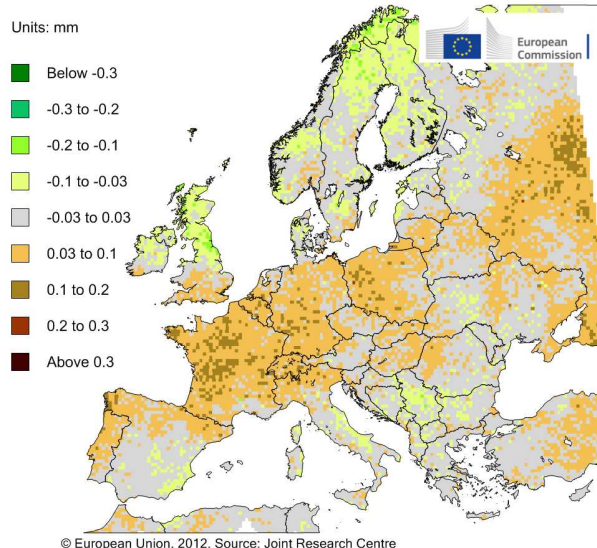 Units: mm
Below -0.3
-0.3 to -0.2
-0.2 to -0.1
-0.1 to -0.03
-0.03 to 0.03
0.03 to 0.1
0.1 to 0.2
0.2 to 0.3
Above 0.3
European
Commission
© European Union, 2012. Source: Joint Research Centre